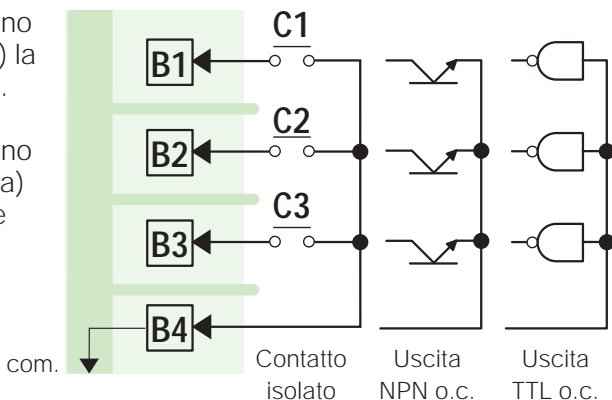 no
) la
.
no
a)
e
C1
B1
C2
B2
C3
B3
B4
com.
Contatto
isolato
Uscita
NPN o.c.
Uscita
TTL o.c.